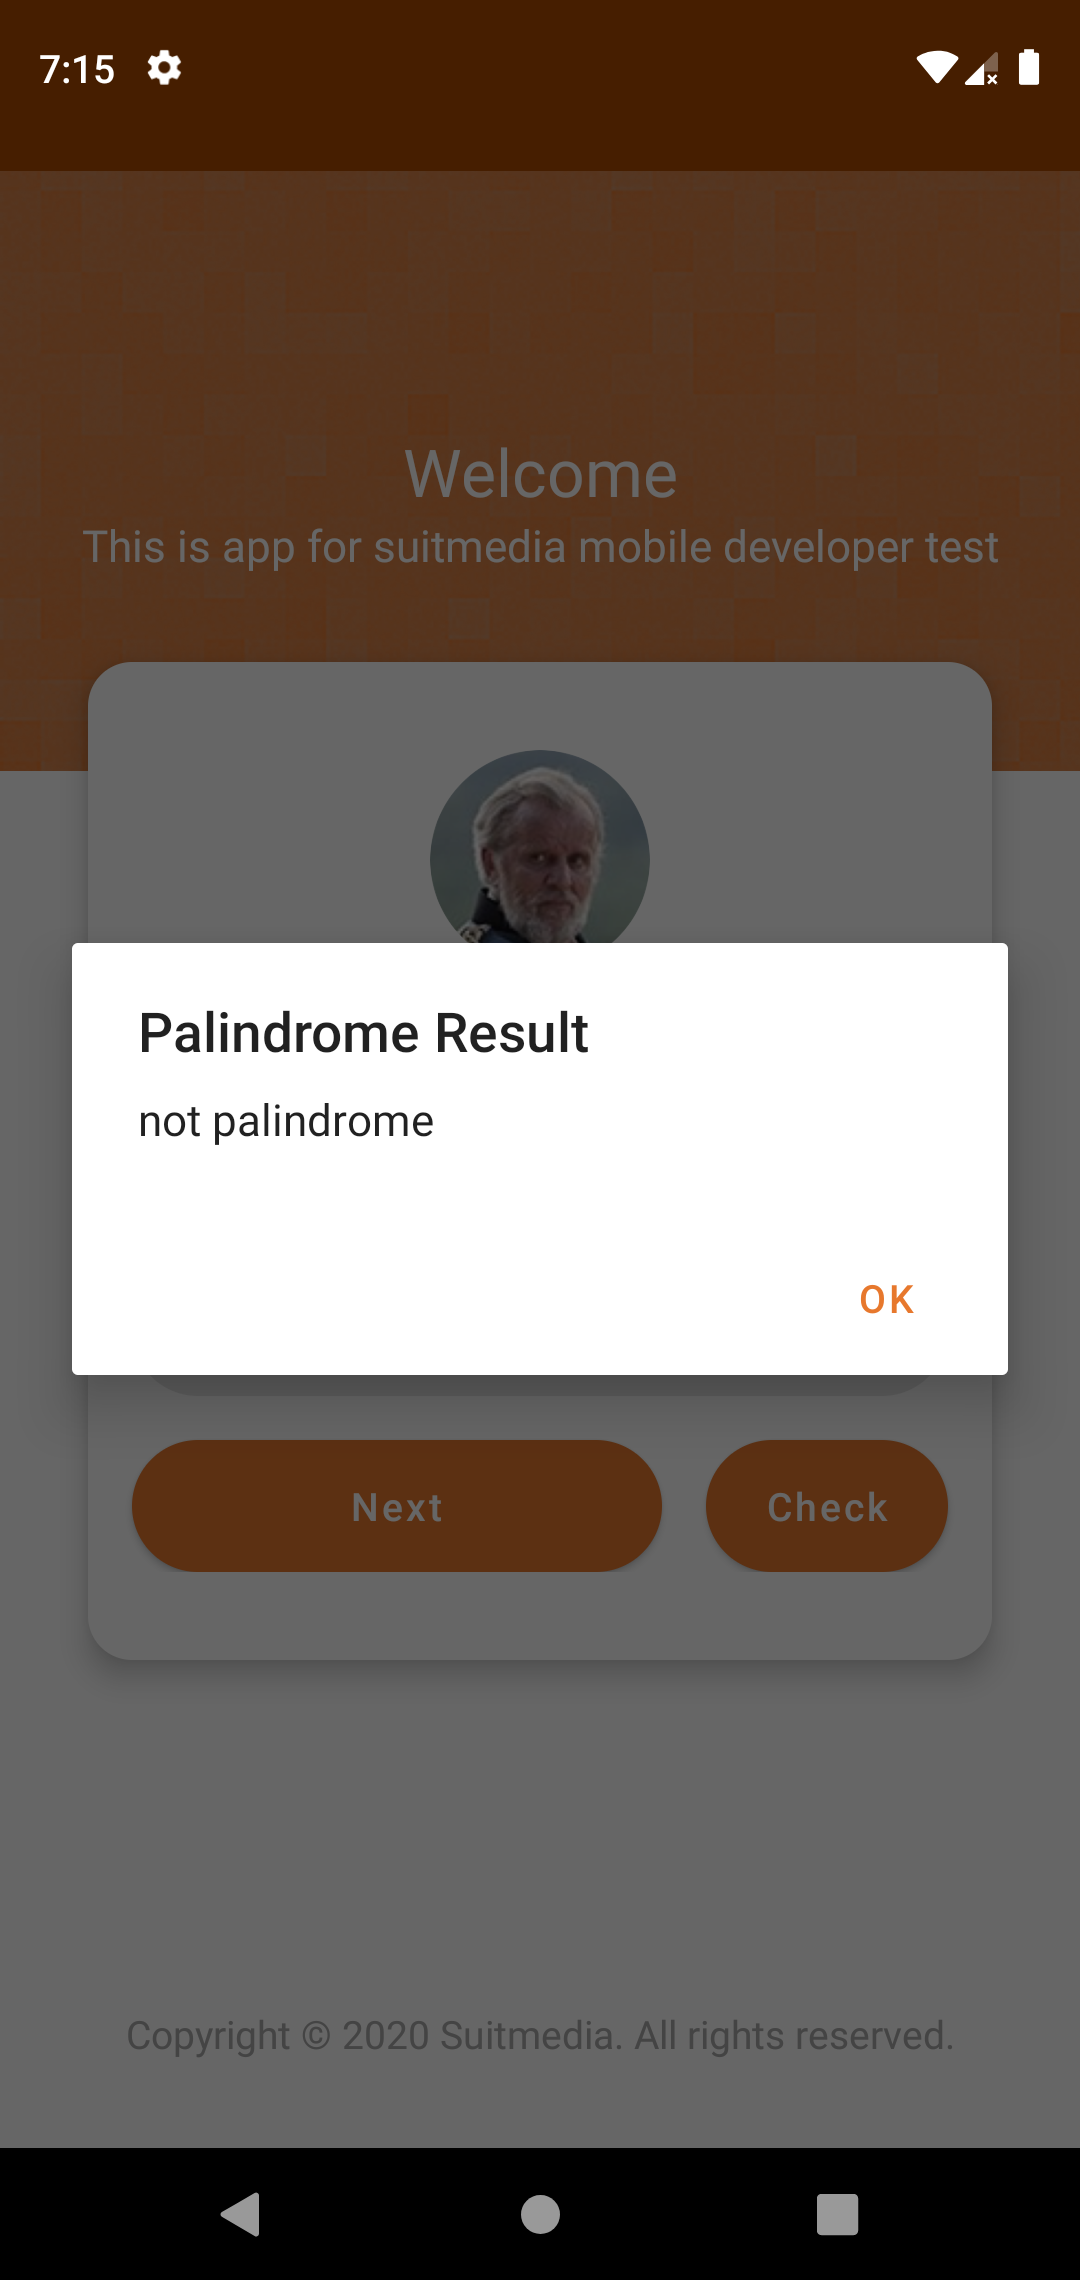 7:15
Welcome
This is app for suitmedia mobile developer test
Palindrome Result
not palindrome
OK
Next
Check
Copyright © 2020 Suitmedia. All rights reserved.